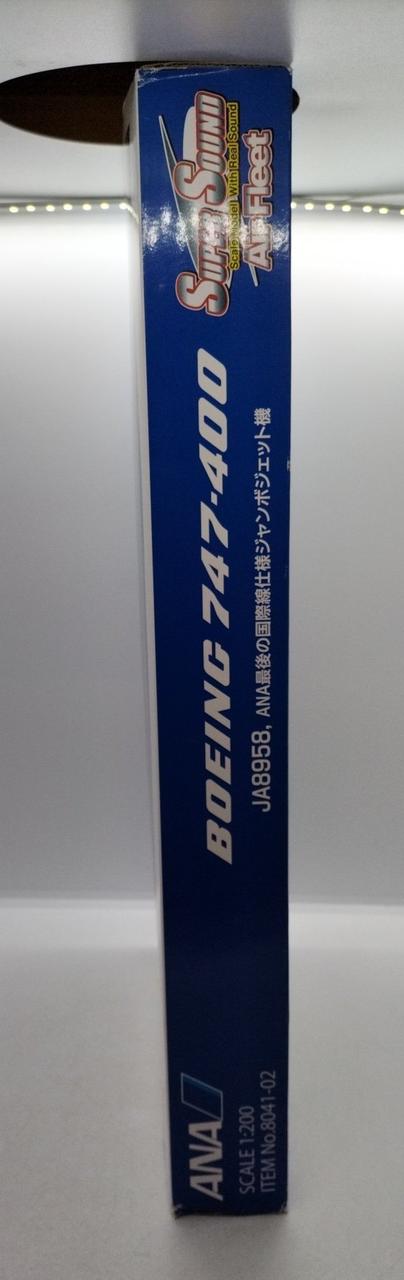 ANA
SCALE 1:200
ITEM No.8041-02
BOEING 747-400
JA8958, ANA最後の国際線仕様ジャンボジェット機
SUPER SOUND
Scale Model With Real Sound
Air Fleet